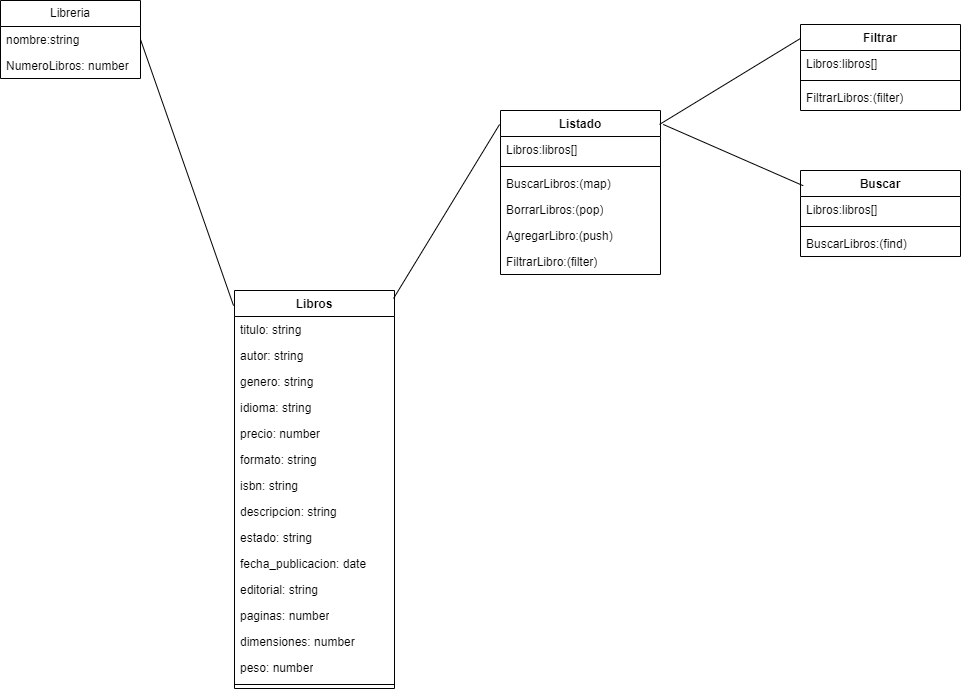 Libreria
nombre:string
NumeroLibros: number
Filtrar
Libros:libros[]
FiltrarLibros:(filter)
Listado
Libros:libros[]
BuscarLibros:(map)
BorrarLibros:(pop)
AgregarLibro:(push)
FiltrarLibro:(filter)
Buscar
Libros:libros[]
BuscarLibros:(find)
Libros
titulo: string
autor: string
genero: string
idioma: string
precio: number
formato: string
isbn: string
descripcion: string
estado: string
fecha_publicacion: date
editorial: string
paginas: number
dimensiones: number
peso: number